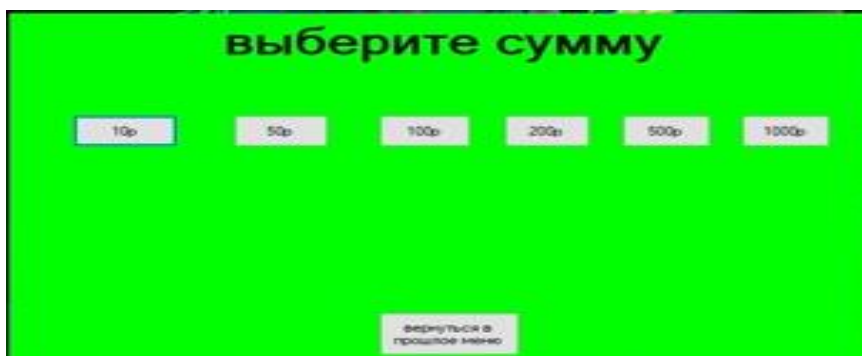 выберите сумму
10р 50р 100р 200р 500р 1000р
вернуться в
прошлое меню